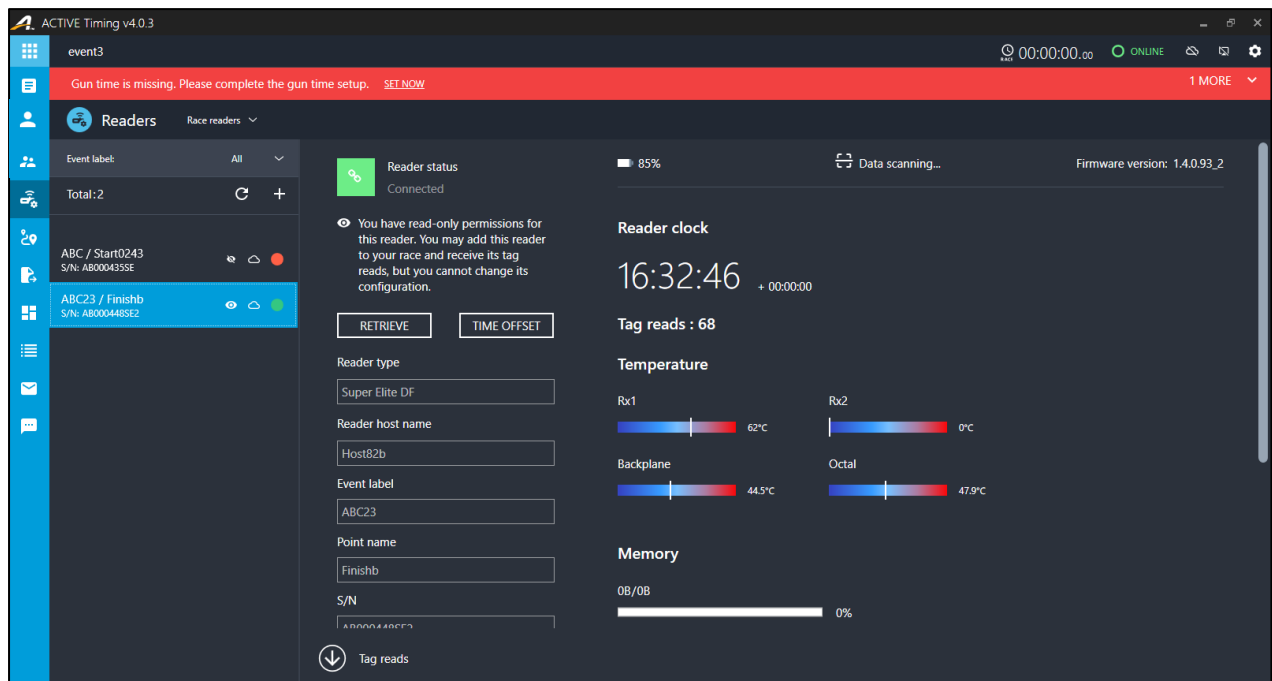 ACTIVE Timing v4.0.3
event3
RACE 00:00:00.00 ONLINE
Gun time is missing. Please complete the gun time setup. SET NOW
1 MORE
Readers Race readers
Event label: All
Total:2
ABC / Start0243
S/N: AB000435SE
ABC23 / Finishb
S/N: AB000448SE2
Reader status
Connected
You have read-only permissions for
this reader. You may add this reader
to your race and receive its tag
reads, but you cannot change its
configuration.
RETRIEVE TIME OFFSET
Reader type
Super Elite DF
Reader host name
Host82b
Event label
ABC23
Point name
Finishb
S/N
AB000448SE2
Tag reads
85% Data scanning... Firmware version: 1.4.0.93_2
Reader clock
16:32:46 + 00:00:00
Tag reads : 68
Temperature
Rx1 Rx2
62°C 0°C
Backplane Octal
44.5°C 47.9°C
Memory
0B/0B
0%